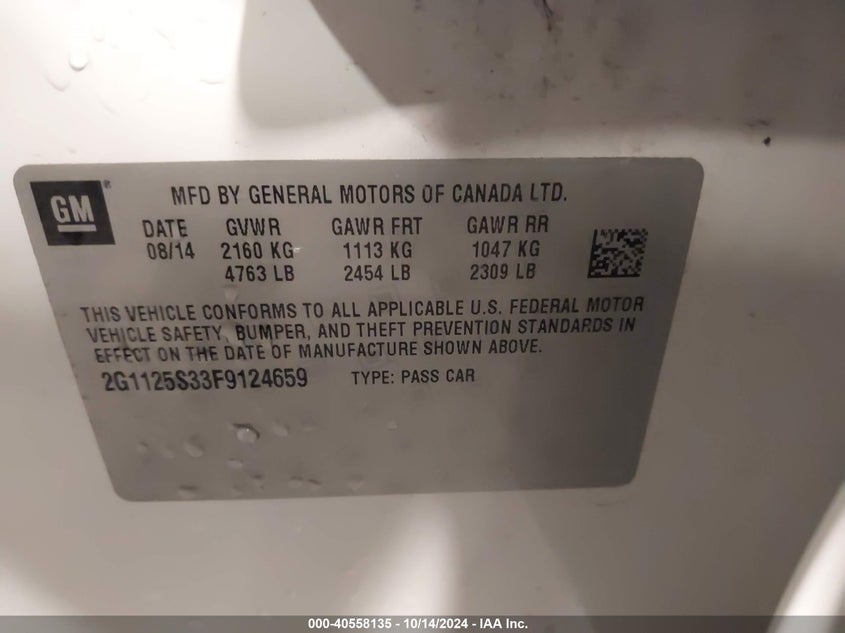 GM ®
MFD BY GENERAL MOTORS OF CANADA LTD.
DATE GVWR GAWR FRT GAWR RR
08/14 2160 KG 1113 KG 1047 KG
4763 LB 2454 LB 2309 LB
THIS VEHICLE CONFORMS TO ALL APPLICABLE U.S. FEDERAL MOTOR
VEHICLE SAFETY, BUMPER, AND THEFT PREVENTION STANDARDS IN
EFFECT ON THE DATE OF MANUFACTURE SHOWN ABOVE.
2G1125S33F9124659 TYPE: PASS CAR
000-40558135 - 10/14/2024 - IAA Inc.